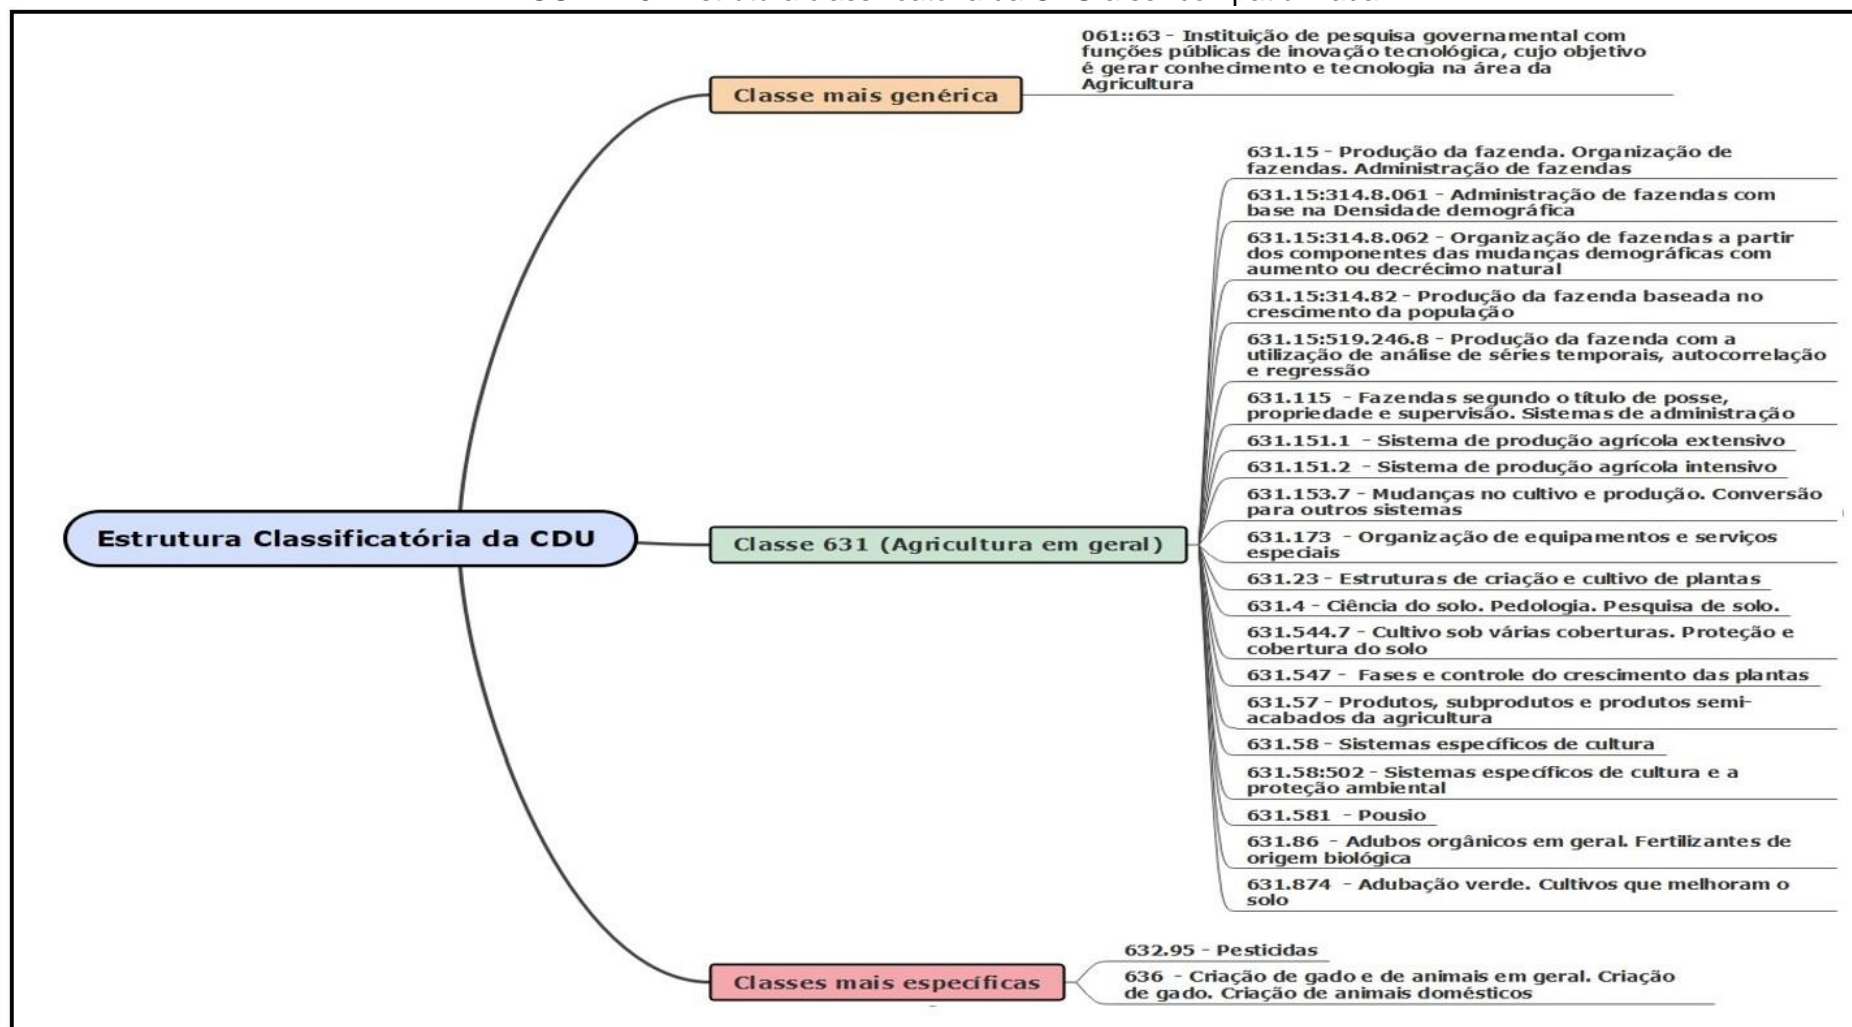 061::63 - Instituição de pesquisa governamental com
funções públicas de inovação tecnológica, cujo objetivo
é gerar conhecimento e tecnologia na área da
Agricultura
Classe mais genérica
631.15 - Produção da fazenda. Organização de
fazendas. Administração de fazendas
631.15:314.8.061 - Administração de fazendas com
base na Densidade demográfica
631.15:314.8.062 - Organização de fazendas a partir
dos componentes das mudanças demográficas com
aumento ou decrécimo natural
631.15:314.82 - Produção da fazenda baseada no
crescimento da população
631.15:519.246.8 - Produção da fazenda com a
utilização de análise de séries temporais, autocorrelação
e regressão
631.115 - Fazendas segundo o título de posse,
propriedade e supervisão. Sistemas de administração
631.151.1 - Sistema de produção agrícola extensivo
631.151.2 - Sistema de produção agrícola intensivo
631.153.7 - Mudanças no cultivo e produção. Conversão
para outros sistemas
Estrutura Classificatória da CDU
Classe 631 (Agricultura em geral)
631.173 - Organização de equipamentos e serviços
especiais
631.23 - Estruturas de criação e cultivo de plantas
631.4 - Ciência do solo. Pedologia. Pesquisa de solo.
631.544.7 - Cultivo sob várias coberturas. Proteção e
cobertura do solo
631.547 - Fases e controle do crescimento das plantas
631.57 - Produtos, subprodutos e produtos semi-
acabados da agricultura
631.58 - Sistemas específicos de cultura
631.58:502 - Sistemas específicos de cultura e a
proteção ambiental
631.581 - Pousio
631.86 - Adubos orgânicos em geral. Fertilizantes de
origem biológica
631.874 - Adubação verde. Cultivos que melhoram o
solo
Classes mais específicas
632.95 - Pesticidas
636 - Criação de gado e de animais em geral. Criação
de gado. Criação de animais domésticos